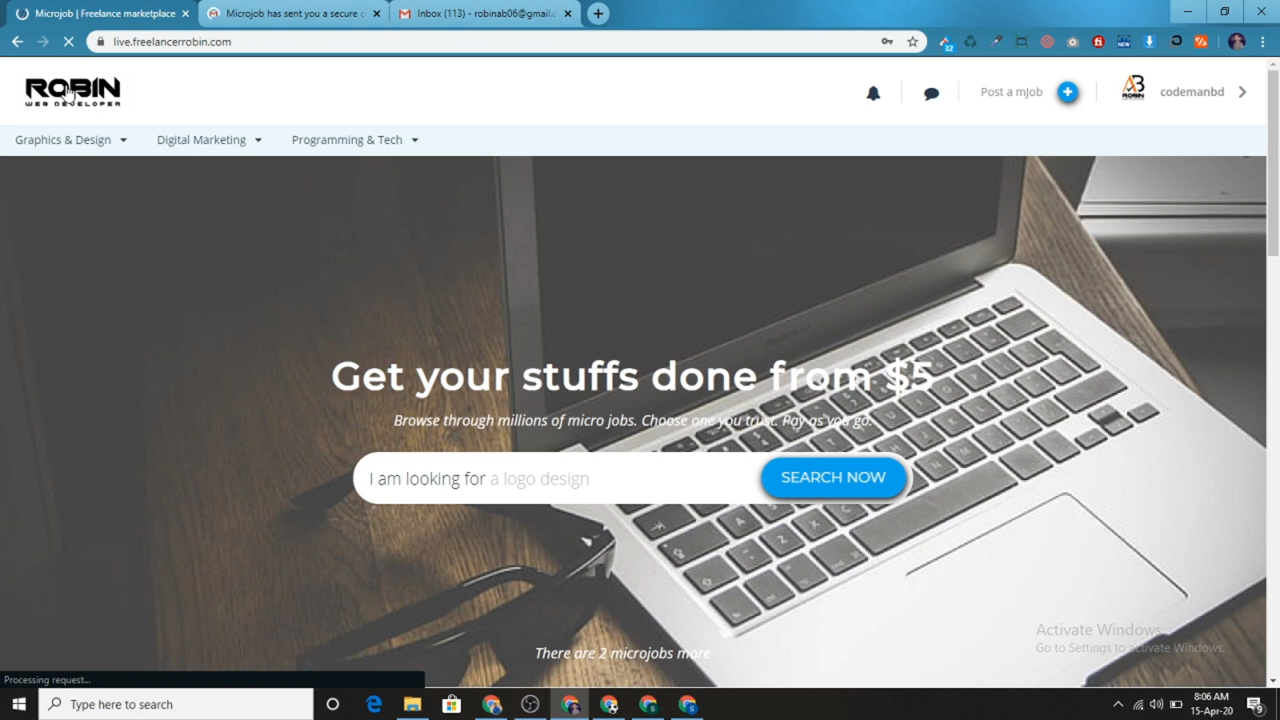 Microjob | Freelance marketplace
Microjob has sent you a secure c
Inbox (113) - robinab06@gmail.c
live.freelancerrobin.com
32
NEW
ROBIN
WEB DEVELOPER
Post a mJob
codemanbd
Graphics & Design
Digital Marketing
Programming & Tech
Get your stuffs done from $5
Browse through millions of micro jobs. Choose one you trust. Pay as you go.
I am looking for a logo design
SEARCH NOW
Activate Windows
Go to Settings to activate Windows.
There are 2 microjobs more
Processing request...
Type here to search
8:06 AM
15-Apr-20